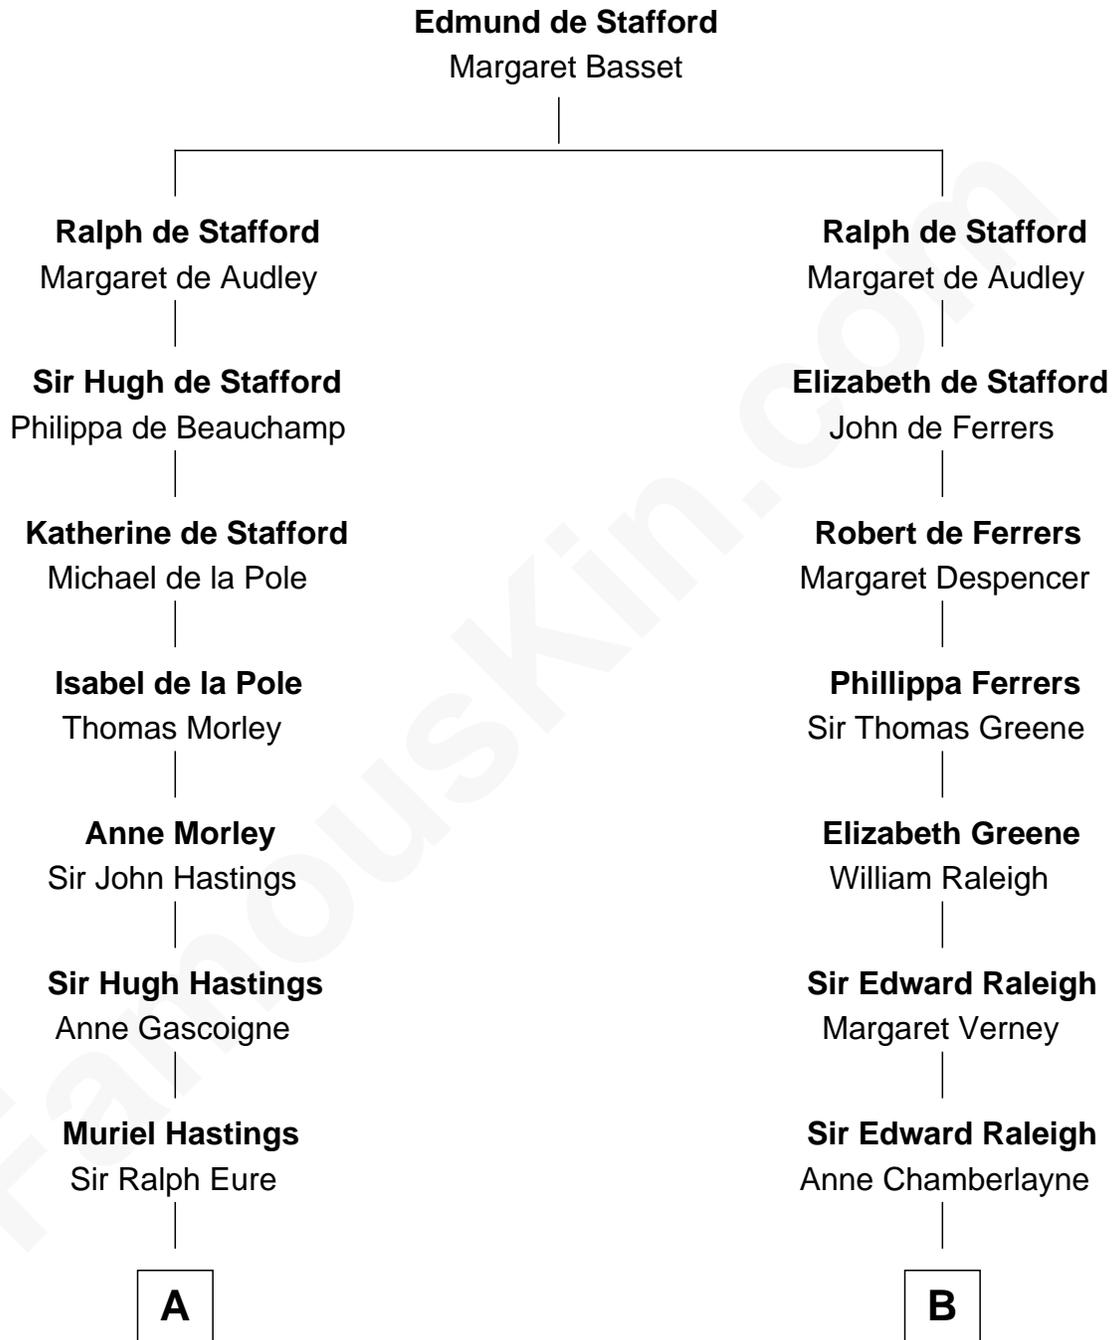 Edmund de Stafford
Margaret Basset
Ralph de Stafford
Margaret de Audley
Sir Hugh de Stafford
Philippa de Beauchamp
Katherine de Stafford
Michael de la Pole
Isabel de la Pole
Thomas Morley
Anne Morley
Sir John Hastings
Sir Hugh Hastings
Anne Gascoigne
Muriel Hastings
Sir Ralph Eure
A
Ralph de Stafford
Margaret de Audley
Elizabeth de Stafford
John de Ferrers
Robert de Ferrers
Margaret Despencer
Phillippa Ferrers
Sir Thomas Greene
Elizabeth Greene
William Raleigh
Sir Edward Raleigh
Margaret Verney
Sir Edward Raleigh
Anne Chamberlayne
B
FamousKin.com